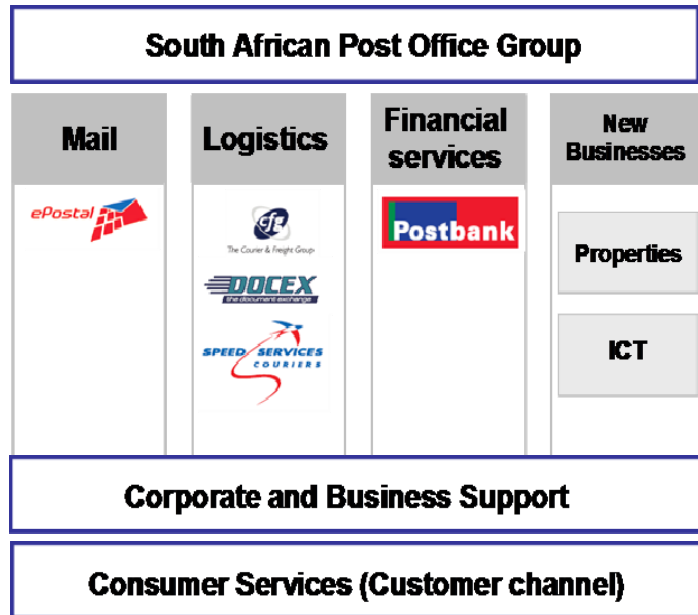 South African Post Office Group
Mail
Logistics
Financial
services
New
Businesses
ePostal
cfg
The Courier & Freight Group
DOCEX
the document exchange
SPEED SERVICES
COURIERS
Postbank
Properties
ICT
Corporate and Business Support
Consumer Services (Customer channel)